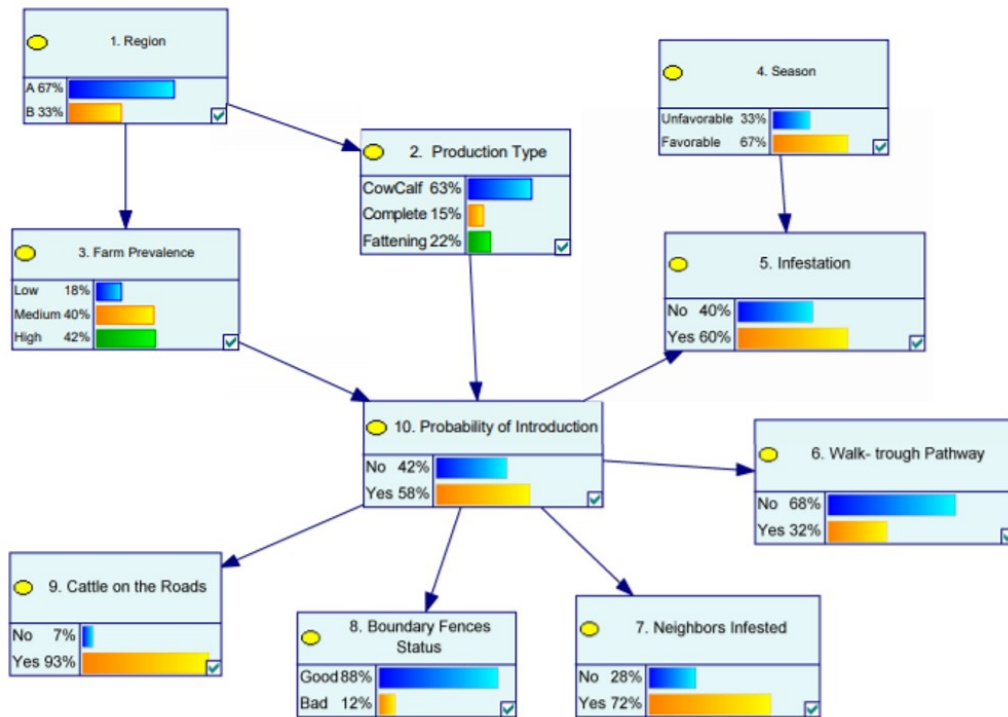 1. Region
A 67%
B 33%
4. Season
Unfavorable 33%
Favorable 67%
2. Production Type
CowCalf 63%
Complete 15%
Fattening 22%
3. Farm Prevalence
Low 18%
Medium 40%
High 42%
5. Infestation
No 40%
Yes 60%
10. Probability of Introduction
No 42%
Yes 58%
6. Walk- trough Pathway
No 68%
Yes 32%
9. Cattle on the Roads
No 7%
Yes 93%
8. Boundary Fences
Status
Good 88%
Bad 12%
7. Neighbors Infested
No 28%
Yes 72%